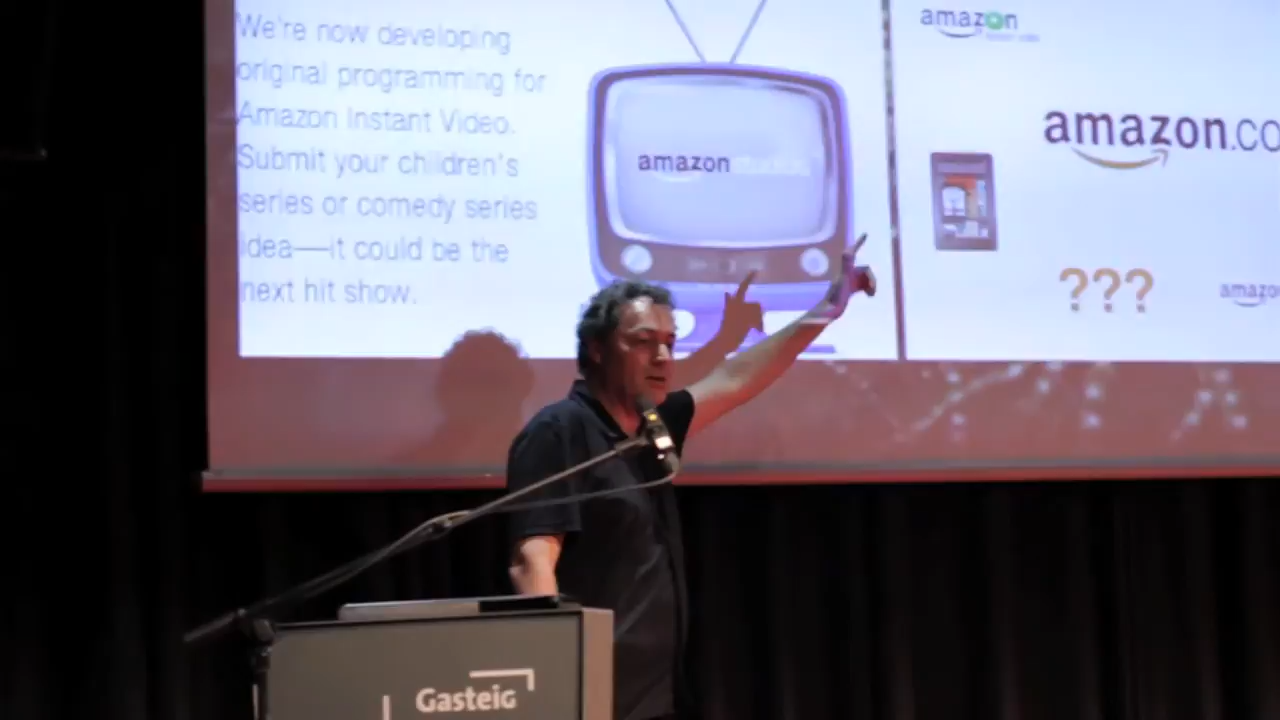 We're now developing
original programming for
Amazon Instant Video.
Submit your children's
series or comedy series
idea—it could be the
next hit show.
amazon
amazon
amazon.co
???
amazo
Gasteig